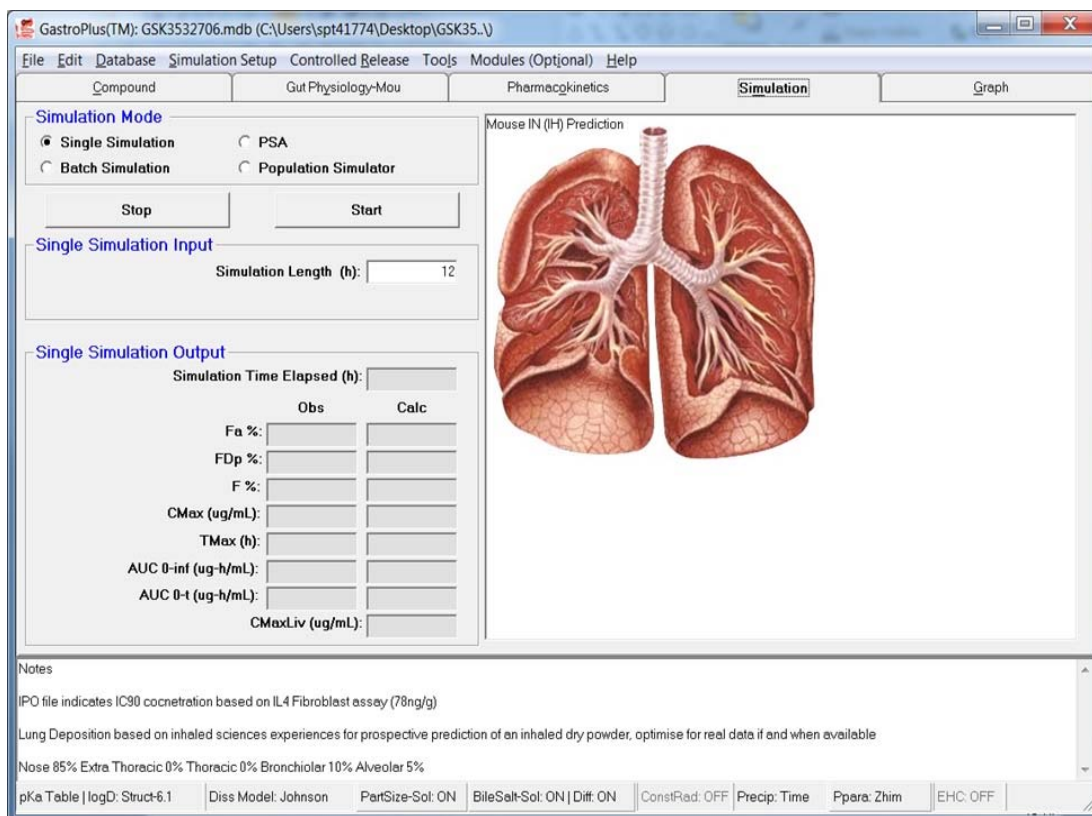 GastroPlus(TM): GSK3532706.mdb (C:\Users\spt41774\Desktop\GSK35..\)
File Edit Database Simulation Setup Controlled Release Tools Modules (Optional) Help
Compound Gut Physiology-Mou Pharmacokinetics Simulation Graph
Simulation Mode
Single Simulation PSA
Batch Simulation Population Simulator
Stop Start
Single Simulation Input
Simulation Length (h): 12
Single Simulation Output
Simulation Time Elapsed (h):
Obs Calc
Fa %:
FDp %:
F %:
CMax (ug/mL):
TMax (h):
AUC 0-inf (ug-h/mL):
AUC 0-t (ug-h/mL):
CMaxLiv (ug/mL):
Mouse IN (IH) Prediction
Notes
IPO file indicates IC90 cocnetration based on IL4 Fibroblast assay (78ng/g)
Lung Deposition based on inhaled sciences experiences for prospective prediction of an inhaled dry powder, optimise for real data if and when available
Nose 85% Extra Thoracic 0% Thoracic 0% Bronchiolar 10% Alveolar 5%
pKa Table | logD: Struct-6.1 Diss Model: Johnson PartSize-Sol: ON BileSalt-Sol: ON | Diff: ON ConstRad: OFF Precip: Time Ppara: Zhim EHC: OFF